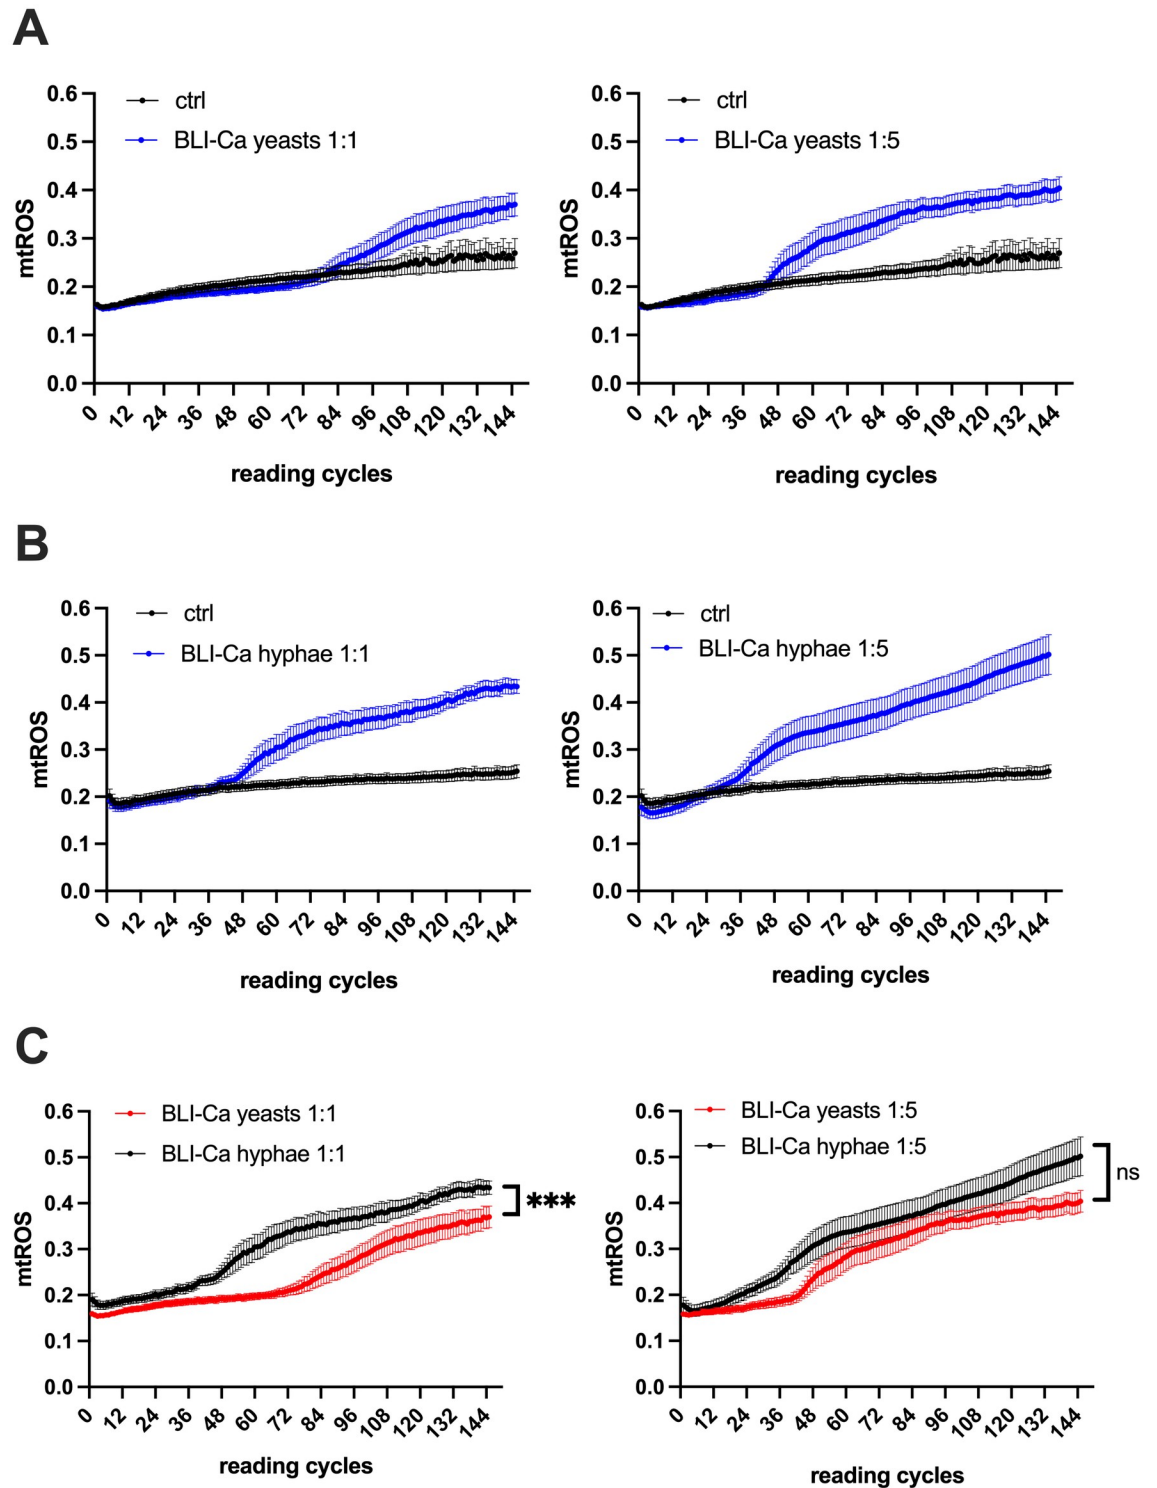 A
0.6
0.5
0.4
0.3
0.2
0.1
0.0
mtROS
ctrl
BLI-Ca yeasts 1:1
0 12 24 36 48 60 72 84 96 108 120 132 144
reading cycles
0.6
0.5
0.4
0.3
0.2
0.1
0.0
mtROS
ctrl
BLI-Ca yeasts 1:5
0 12 24 36 48 60 72 84 96 108 120 132 144
reading cycles
B
0.6
0.5
0.4
0.3
0.2
0.1
0.0
mtROS
ctrl
BLI-Ca hyphae 1:1
0 12 24 36 48 60 72 84 96 108 120 132 144
reading cycles
0.6
0.5
0.4
0.3
0.2
0.1
0.0
mtROS
ctrl
BLI-Ca hyphae 1:5
0 12 24 36 48 60 72 84 96 108 120 132 144
reading cycles
C
0.6
0.5
0.4
0.3
0.2
0.1
0.0
mtROS
BLI-Ca yeasts 1:1
BLI-Ca hyphae 1:1
***
0 12 24 36 48 60 72 84 96 108 120 132 144
reading cycles
0.6
0.5
0.4
0.3
0.2
0.1
0.0
mtROS
BLI-Ca yeasts 1:5
BLI-Ca hyphae 1:5
ns
0 12 24 36 48 60 72 84 96 108 120 132 144
reading cycles